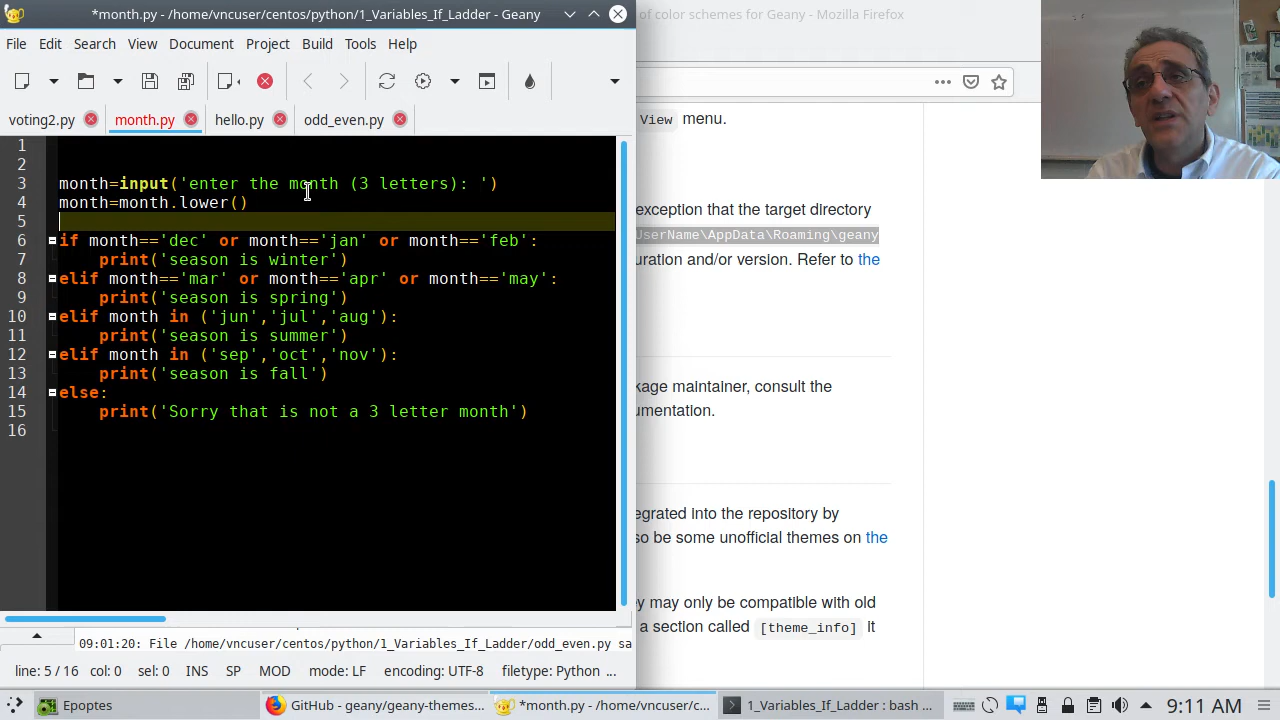 *month.py - /home/vncuser/centos/python/1_Variables_If_Ladder - Geany
of color schemes for Geany - Mozilla Firefox
File Edit Search View Document Project Build Tools Help
voting2.py month.py hello.py odd_even.py
1
2
3 month=input('enter the month (3 letters): ')
4 month=month.lower()
5
6 if month=='dec' or month=='jan' or month=='feb':
7 print('season is winter')
8 elif month=='mar' or month=='apr' or month=='may':
9 print('season is spring')
10 elif month in ('jun','jul','aug'):
11 print('season is summer')
12 elif month in ('sep','oct','nov'):
13 print('season is fall')
14 else:
15 print('Sorry that is not a 3 letter month')
16
View menu.
exception that the target directory
UserName\AppData\Roaming\geany
uration and/or version. Refer to the
kage maintainer, consult the
umentation.
egrated into the repository by
so be some unofficial themes on the
ey may only be compatible with old
a section called [theme_info] It
09:01:20: File /home/vncuser/centos/python/1_Variables_If_Ladder/odd_even.py sa
line: 5 / 16 col: 0 sel: 0 INS SP MOD mode: LF encoding: UTF-8 filetype: Python ...
Epoptes GitHub - geany/geany-themes... *month.py - /home/vncuser/c... 1_Variables_If_Ladder : bash ... 9:11 AM